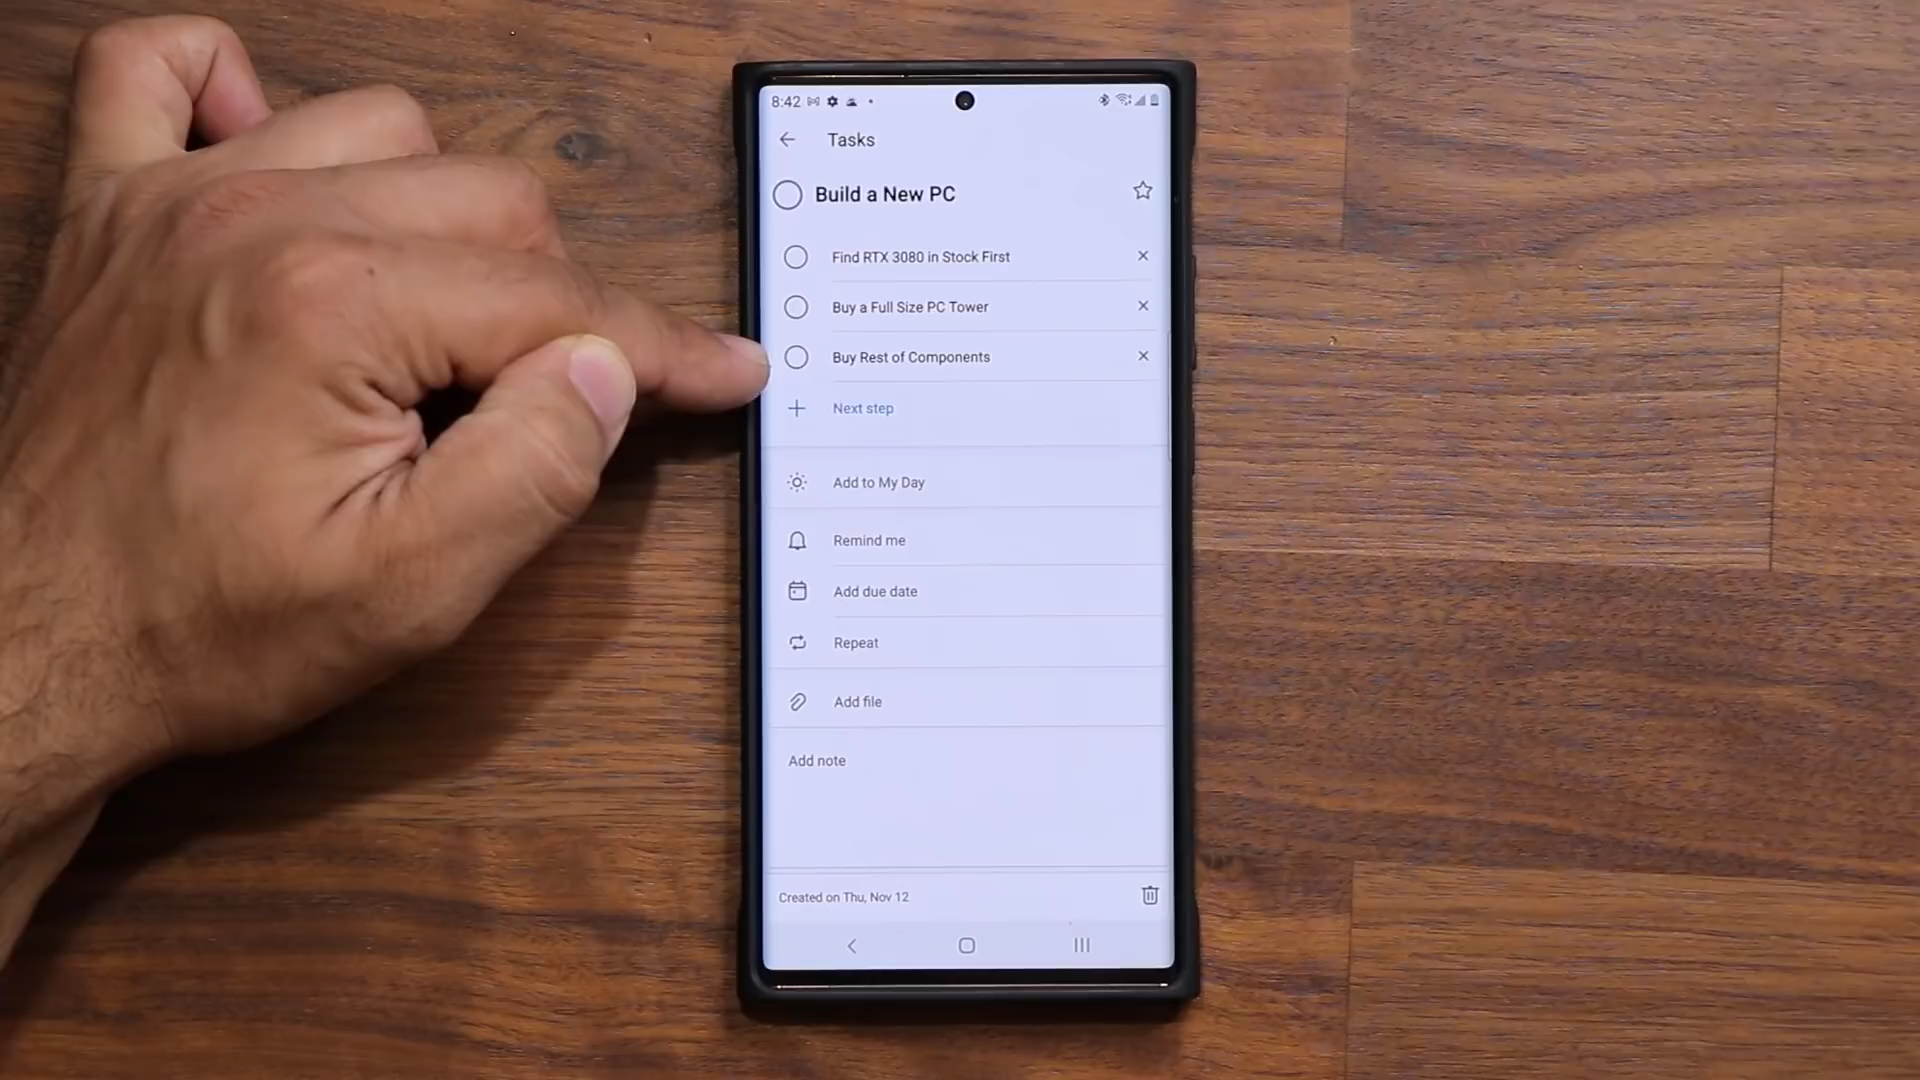 8:42
Tasks
Build a New PC
Find RTX 3080 in Stock First
Buy a Full Size PC Tower
Buy Rest of Components
Next step
Add to My Day
Remind me
Add due date
Repeat
Add file
Add note
Created on Thu, Nov 12